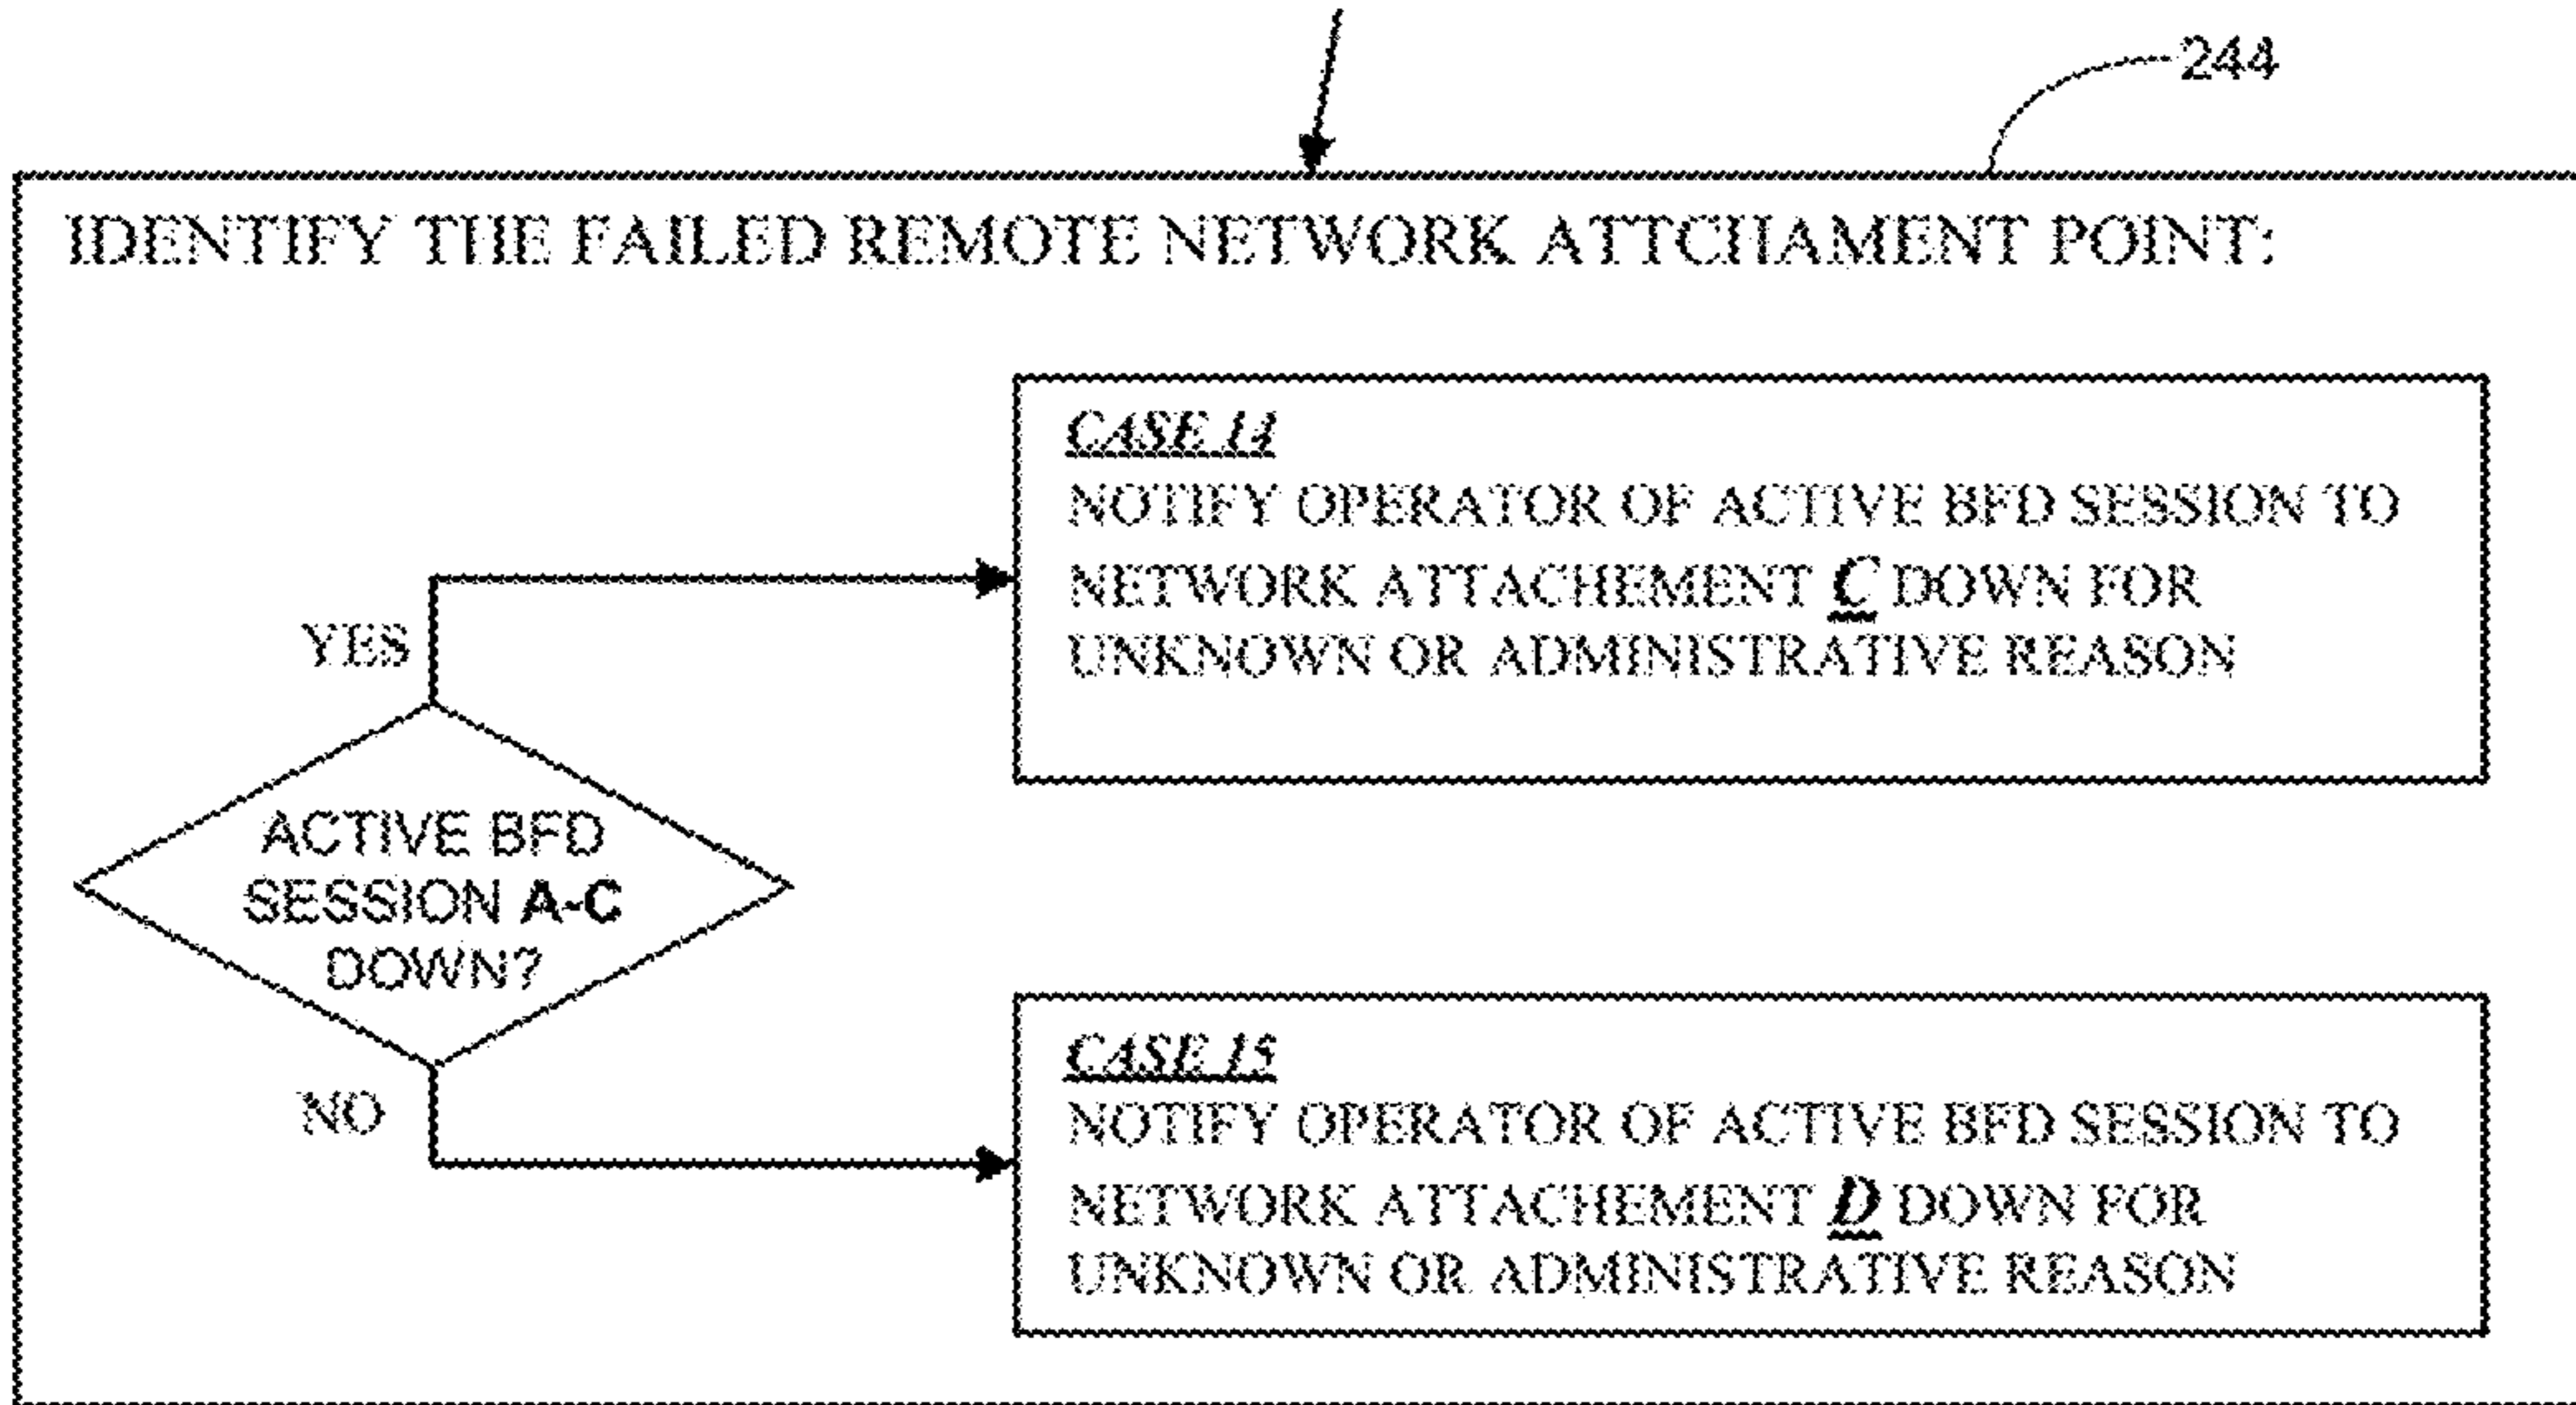 244
IDENTIFY THE FAILED REMOTE NETWORK ATTCHAMENT POINT:
CASE 14
NOTIFY OPERATOR OF ACTIVE BFD SESSION TO
NETWORK ATTACHEMENT C DOWN FOR
UNKNOWN OR ADMINISTRATIVE REASON
YES
ACTIVE BFD
SESSION A-C
DOWN?
NO
CASE 15
NOTIFY OPERATOR OF ACTIVE BFD SESSION TO
NETWORK ATTACHEMENT D DOWN FOR
UNKNOWN OR ADMINISTRATIVE REASON